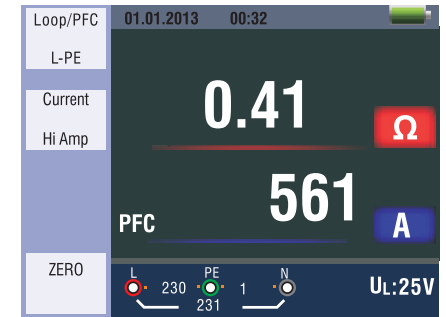 Loop/PFC
L-PE
Current
Hi Amp
ZERO
01.01.2013 00:32
0.41 Ω
PFC 561 A
L PE N
230 1
231
UL:25V